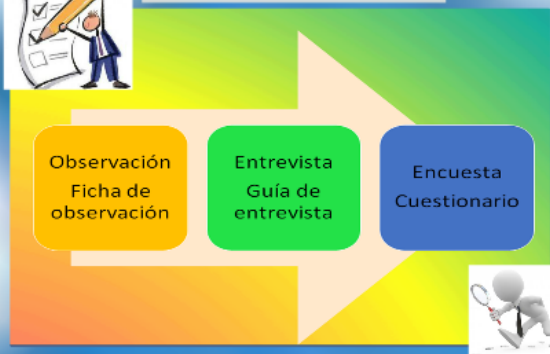 Observación
Ficha de
observación
Entrevista
Guía de
entrevista
Encuesta
Cuestionario